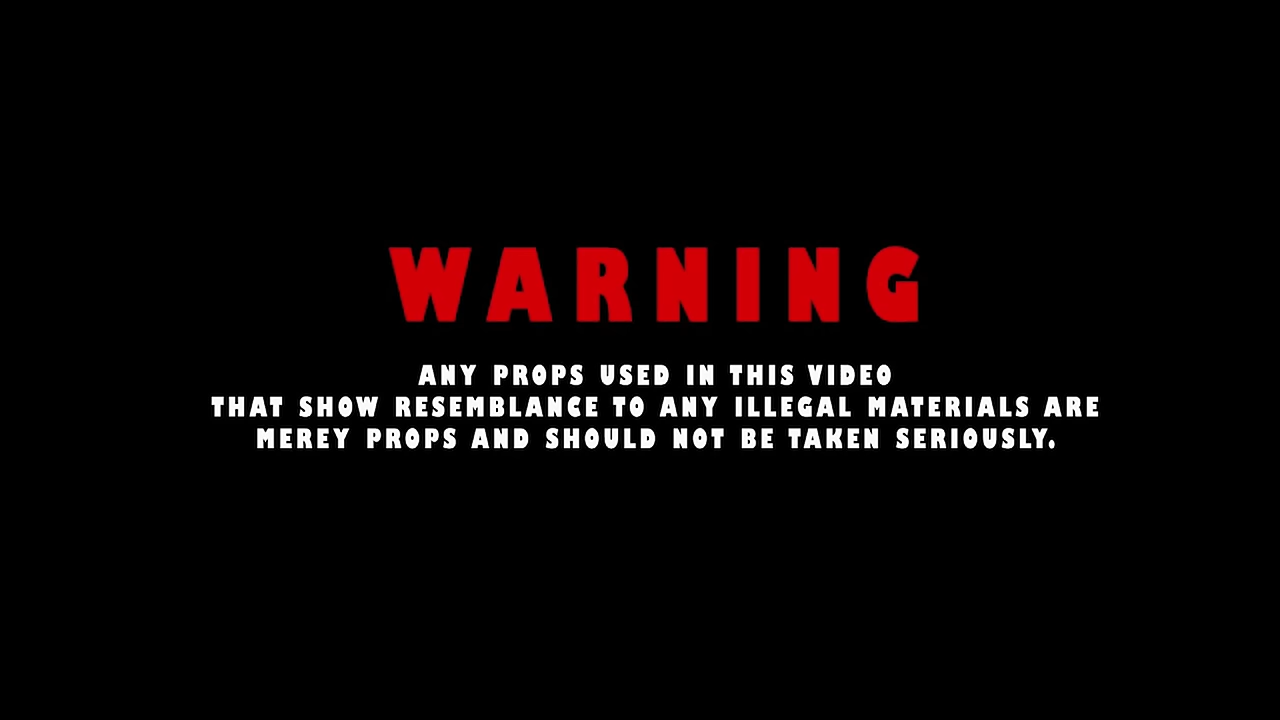 WARNING
ANY PROPS USED IN THIS VIDEO
THAT SHOW RESEMBLANCE TO ANY ILLEGAL MATERIALS ARE
MEREY PROPS AND SHOULD NOT BE TAKEN SERIOUSLY.